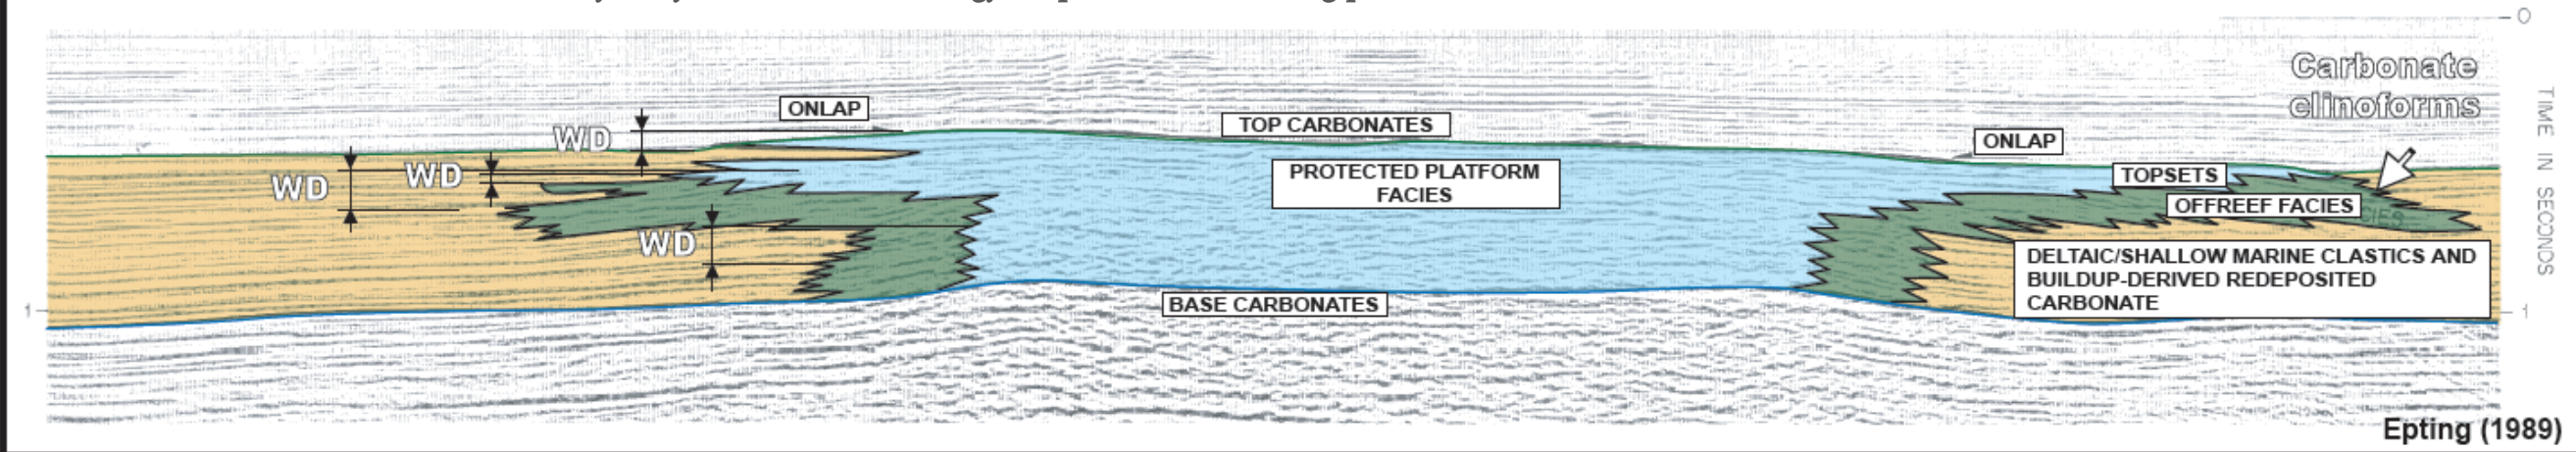 0
Carbonate
clinoforms
TIME IN SECONDS
ONLAP
TOP CARBONATES
WD
ONLAP
WD
WD
PROTECTED PLATFORM
FACIES
TOPSETS
OFFREEF FACIES
WD
DELTAIC/SHALLOW MARINE CLASTICS AND
BUILDUP-DERIVED REDEPOSITED
CARBONATE
BASE CARBONATES
1
1
Epting (1989)